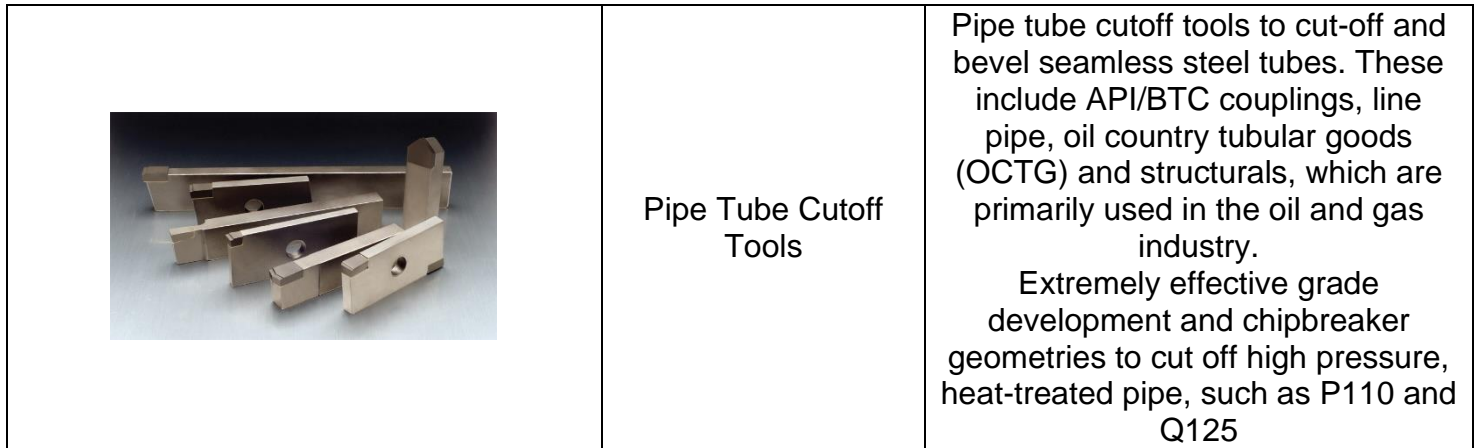 Pipe Tube Cutoff
Tools
Pipe tube cutoff tools to cut-off and
bevel seamless steel tubes. These
include API/BTC couplings, line
pipe, oil country tubular goods
(OCTG) and structurals, which are
primarily used in the oil and gas
industry.
Extremely effective grade
development and chipbreaker
geometries to cut off high pressure,
heat-treated pipe, such as P110 and
Q125